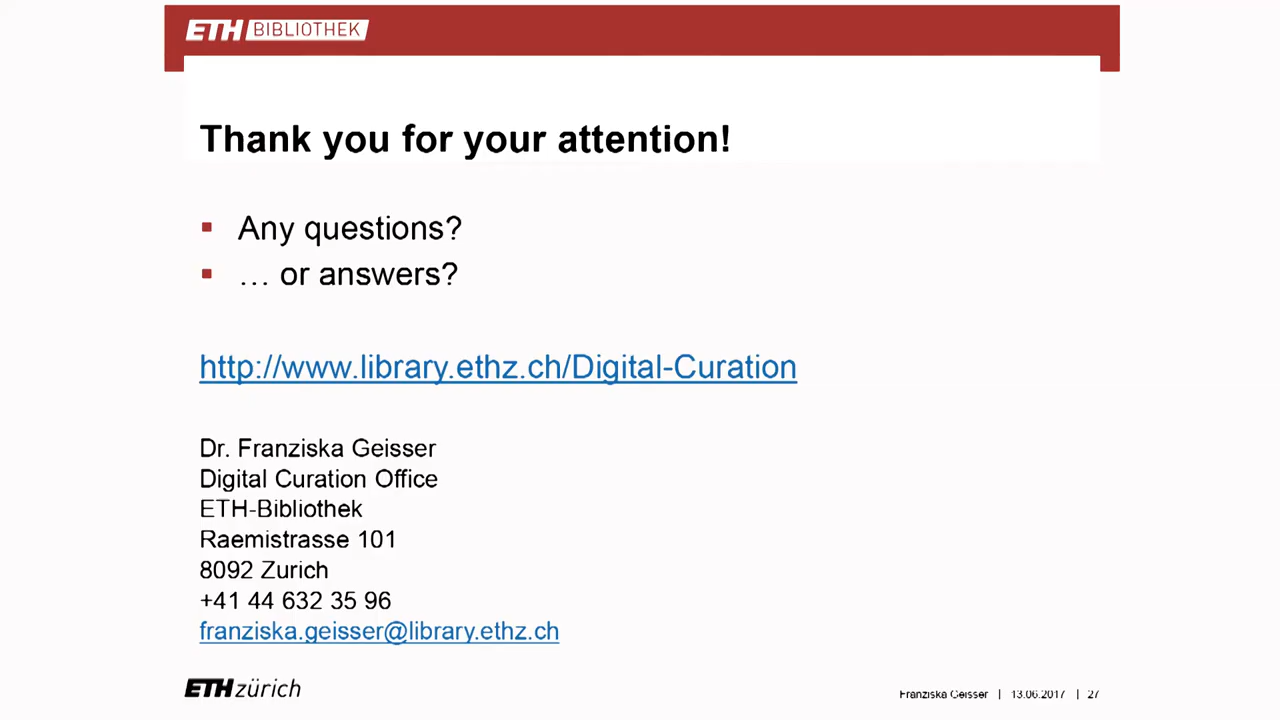 ETH BIBLIOTHEK
Thank you for your attention!
▪ Any questions?
▪ … or answers?
http://www.library.ethz.ch/Digital-Curation
Dr. Franziska Geisser
Digital Curation Office
ETH-Bibliothek
Raemistrasse 101
8092 Zurich
+41 44 632 35 96
franziska.geisser@library.ethz.ch
ETH zürich
Franziska Geisser | 13.06.2017 | 27